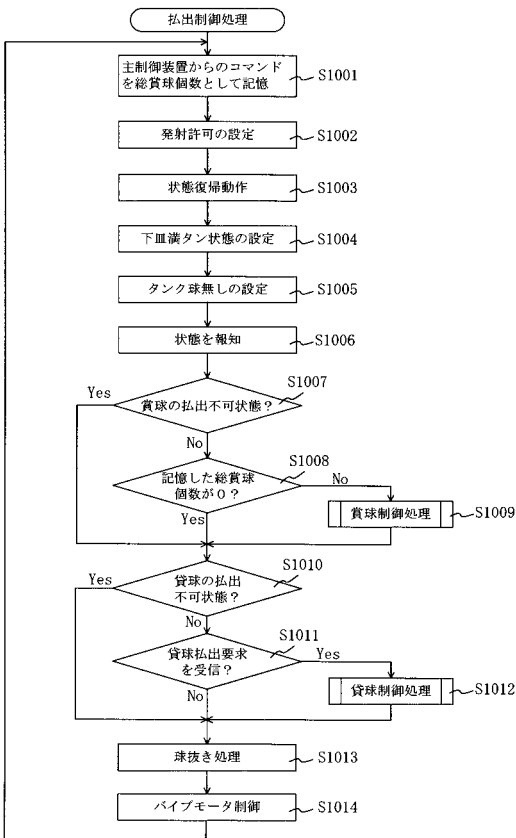 払出制御処理
主制御装置からのコマンド
を総賞球個数として記憶
S1001
発射許可の設定
S1002
状態復帰動作
S1003
下皿満タン状態の設定
S1004
タンク球無しの設定
S1005
状態を報知
S1006
S1007
Yes
賞球の払出不可状態?
No
S1008
記憶した総賞球
個数が0?
No
Yes
賞球制御処理
S1009
S1010
Yes
貸球の払出
不可状態?
No
S1011
貸球払出要求
を受信?
Yes
No
貸球制御処理
S1012
球抜き処理
S1013
バイブモータ制御
S1014